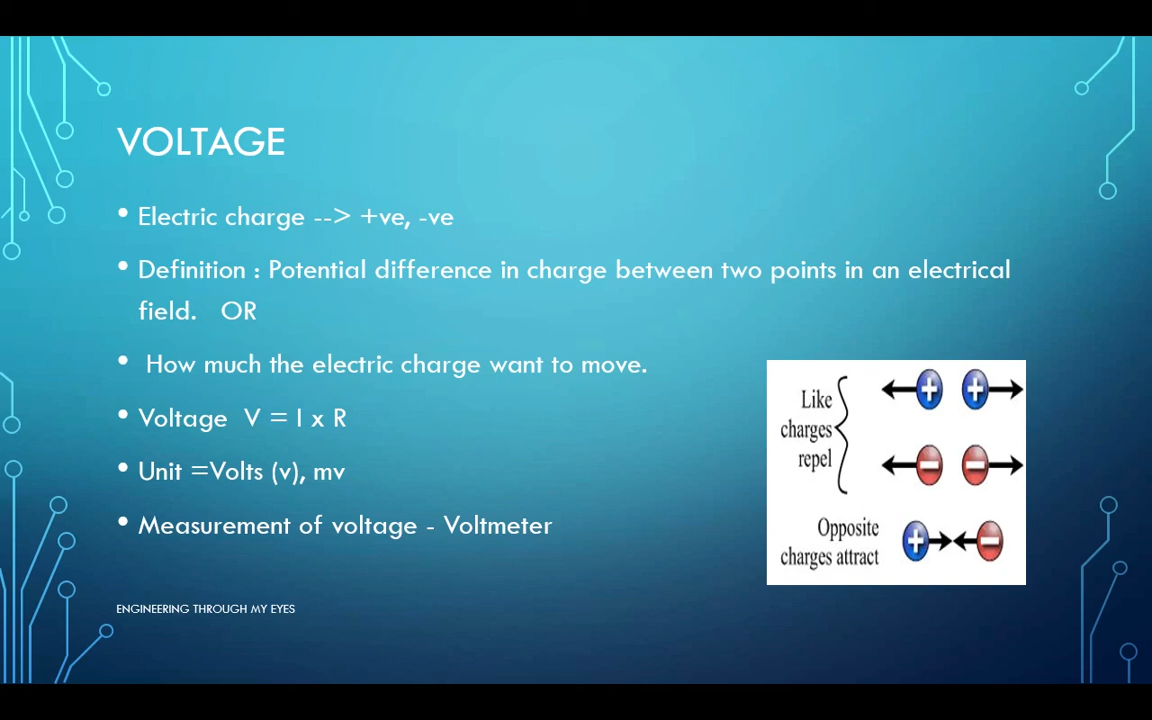 VOLTAGE
• Electric charge --> +ve, -ve
• Definition : Potential difference in charge between two points in an electrical
field. OR
• How much the electric charge want to move.
• Voltage V = I x R
• Unit =Volts (v), mv
• Measurement of voltage - Voltmeter
Like
charges
repel
+ +
− −
Opposite
charges attract
+ −
ENGINEERING THROUGH MY EYES